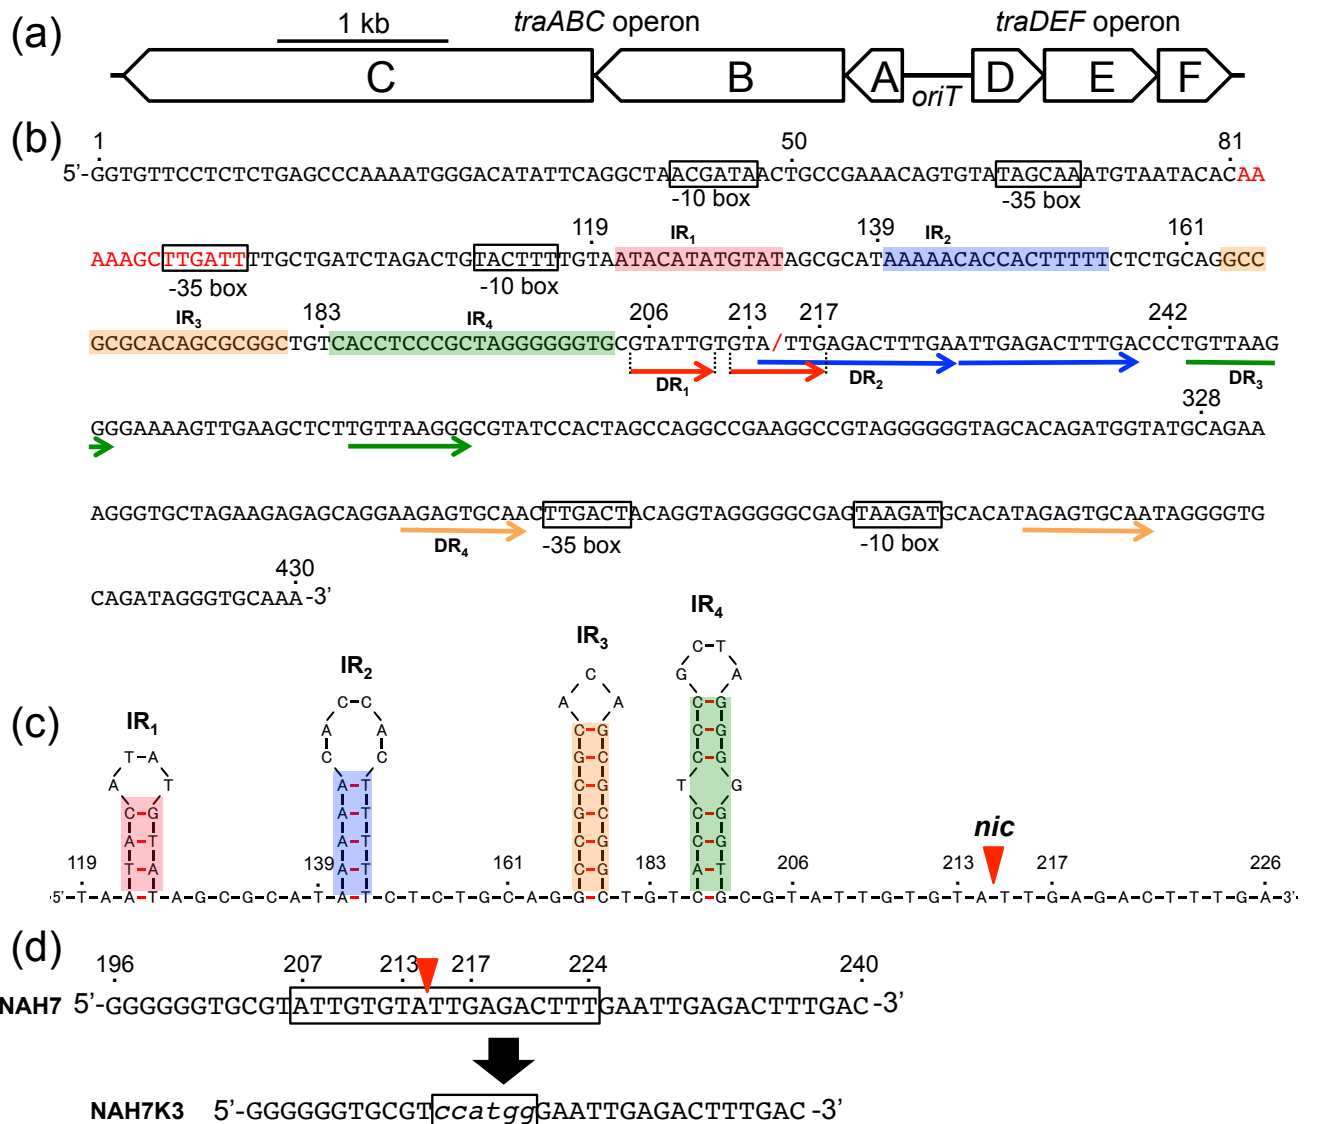 (a)
1 kb
traABC operon
traDEF operon
C B A oriT D E F
(b)
1 50 81
5’-GGTGTTCCTCTCTGAGCCCAAAATGGGACATATTCAGGCTAACGATAACTGCCGAAACAGTGTATAGCAAATGTAATACACAA
-10 box -35 box
119 IR1 139 IR2 161
AAAGCTTGATTTTGCTGATCTAGACTGTACTTTTGTAATACATATGTATAGCGCATAAAAACACCACTTTTTCTCTGCAGGCC
-35 box -10 box
IR3 183 IR4 206 213 217 242
GCGCACAGCGCGGCTGTCACCTCCCGCTAGGGGGGTGCGTATTGTGTA/TTGAGACTTTGAATTGAGACTTTGACCCTGTTAAG
DR1 DR2 DR3
328
GGGAAAAGTTGAAGCTCTTGTTAAGGGCGTATCCACTAGCCAGGCCGAAGGCCGTAGGGGGGTAGCACAGATGGTATGCAGAA
AGGGTGCTAGAAGAGAGCAGGAAGAGTGCAACTTGACTACAGGTAGGGGGCGAGTAAGATGCACATAGAGTGCAATAGGGGTG
DR4 -35 box -10 box
430
CAGATAGGGTGCAAA-3’
(c)
IR1 IR2 IR3 IR4
T-A
A T
C-G
A-T
T-A
C-C
A A
C C
A-T
A-T
A-T
A-T
C
A A
C-G
G-C
C-G
G-C
C-G
C-G
C-T
G A
C-G
C-G
C-G
T G
C-G
C-G
A-T
nic
119 139 161 183 206 213 217 226
5’-T-A-A-T-A-G-C-G-C-A-T-A-T-C-T-C-T-G-C-A-G-G-C-T-G-T-C-G-C-G-T-A-T-T-G-T-G-T-A-T-T-G-A-G-A-C-T-T-T-G-A-3’
(d)
196 207 213 217 224 240
NAH7 5’-GGGGGGTGCGTATTGTGTATTGAGACTTTGAATTGAGACTTTGAC-3’
NAH7K3 5’-GGGGGGTGCGTccatggGAATTGAGACTTTGAC-3’